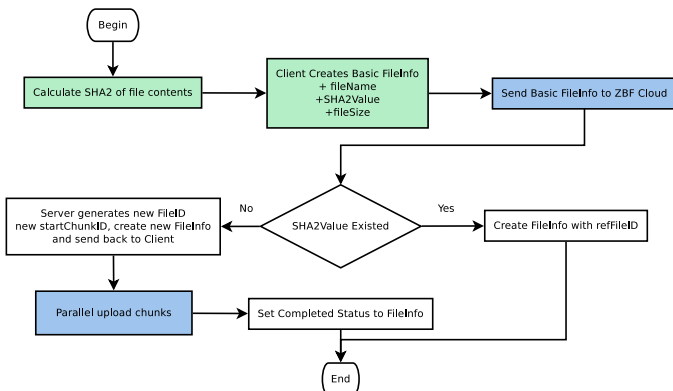 Begin
Calculate SHA2 of file contents
Client Creates Basic FileInfo
+ fileName
+SHA2Value
+fileSize
Send Basic FileInfo to ZBF Cloud
SHA2Value Existed
No
Yes
Server generates new FileID
new startChunkID, create new FileInfo
and send back to Client
Create FileInfo with refFileID
Parallel upload chunks
Set Completed Status to FileInfo
End